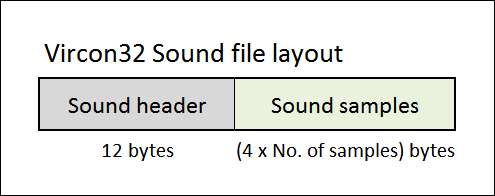 Vircon32 Sound file layout
Sound header Sound samples
12 bytes (4 x No. of samples) bytes